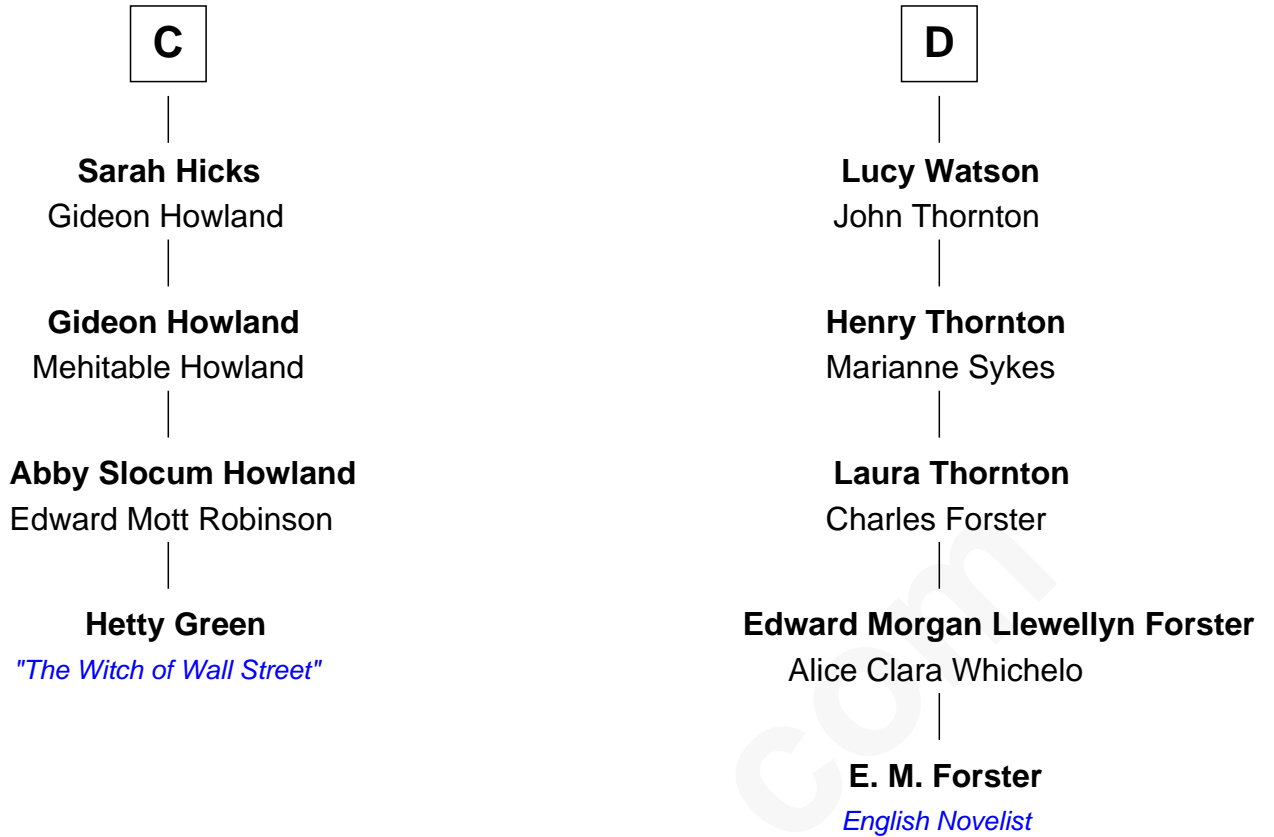 C
Sarah Hicks
Gideon Howland
Gideon Howland
Mehitable Howland
Abby Slocum Howland
Edward Mott Robinson
Hetty Green
"The Witch of Wall Street"
D
Lucy Watson
John Thornton
Henry Thornton
Marianne Sykes
Laura Thornton
Charles Forster
Edward Morgan Llewellyn Forster
Alice Clara Whichelo
E. M. Forster
English Novelist
com